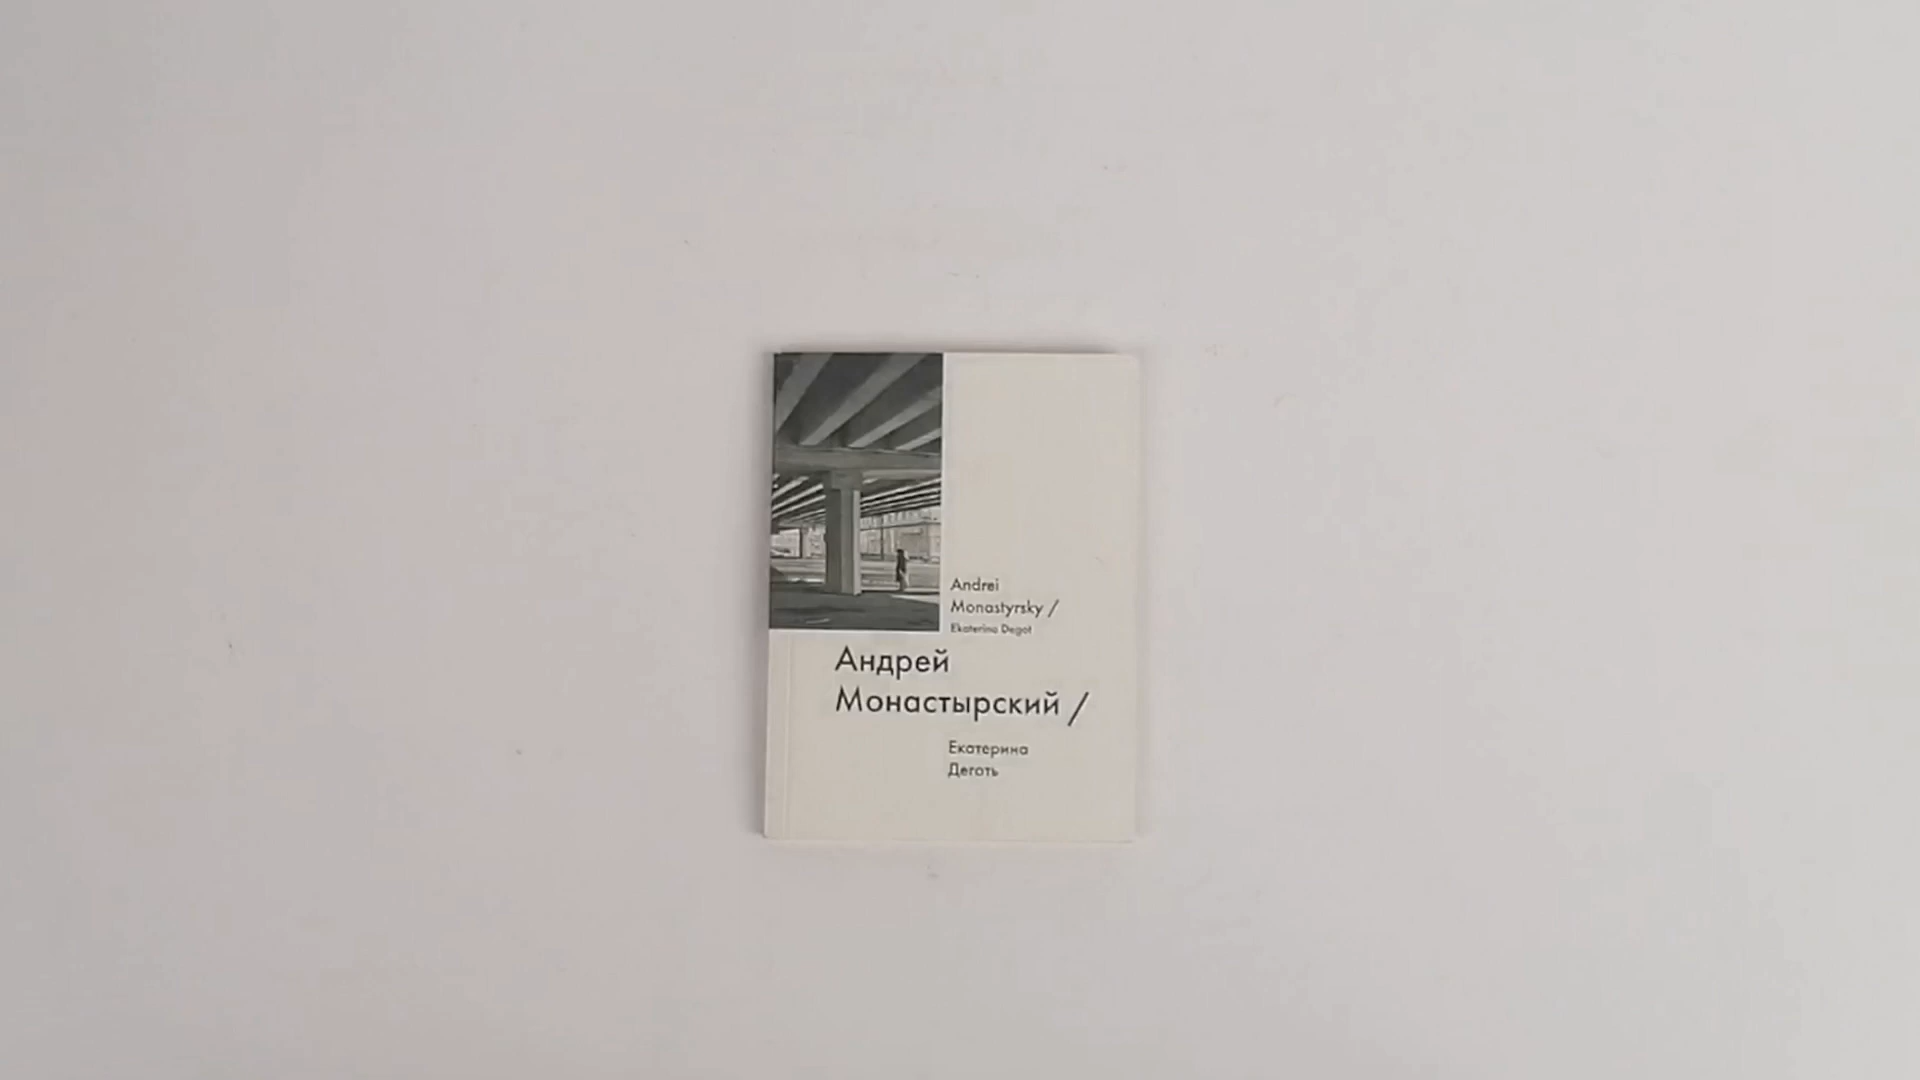 Andrei
Monastyrsky /
Ekaterina Degot
Андрей
Монастырский /
Екатерина
Деготь